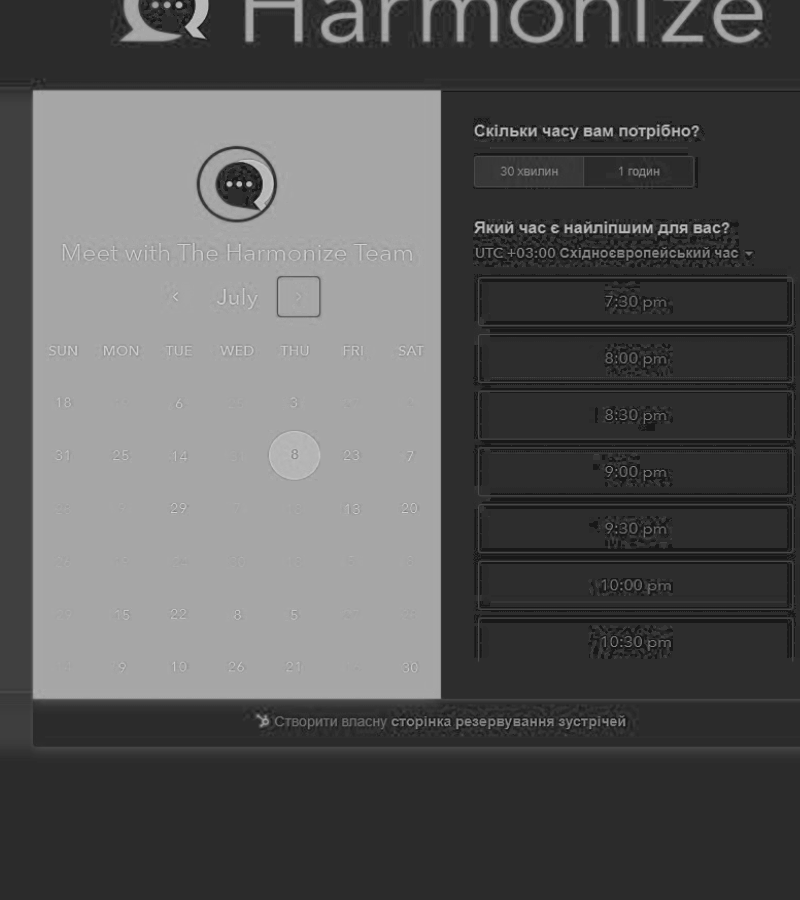 Harmonize
Meet with The Harmonize Team
July
SUN MON TUE WED THU FRI SAT
18 6 3
31 25 14 8 23 7
29 13 20
15 22 8 5
9 10 26 21 30
Скільки часу вам потрібно?
30 хвилин 1 годин
Який час є найліпшим для вас?
UTC +03:00 Східноєвропейський час
7:30 pm
8:00 pm
8:30 pm
9:00 pm
9:30 pm
10:00 pm
10:30 pm
Створити власну сторінка резервування зустрічей